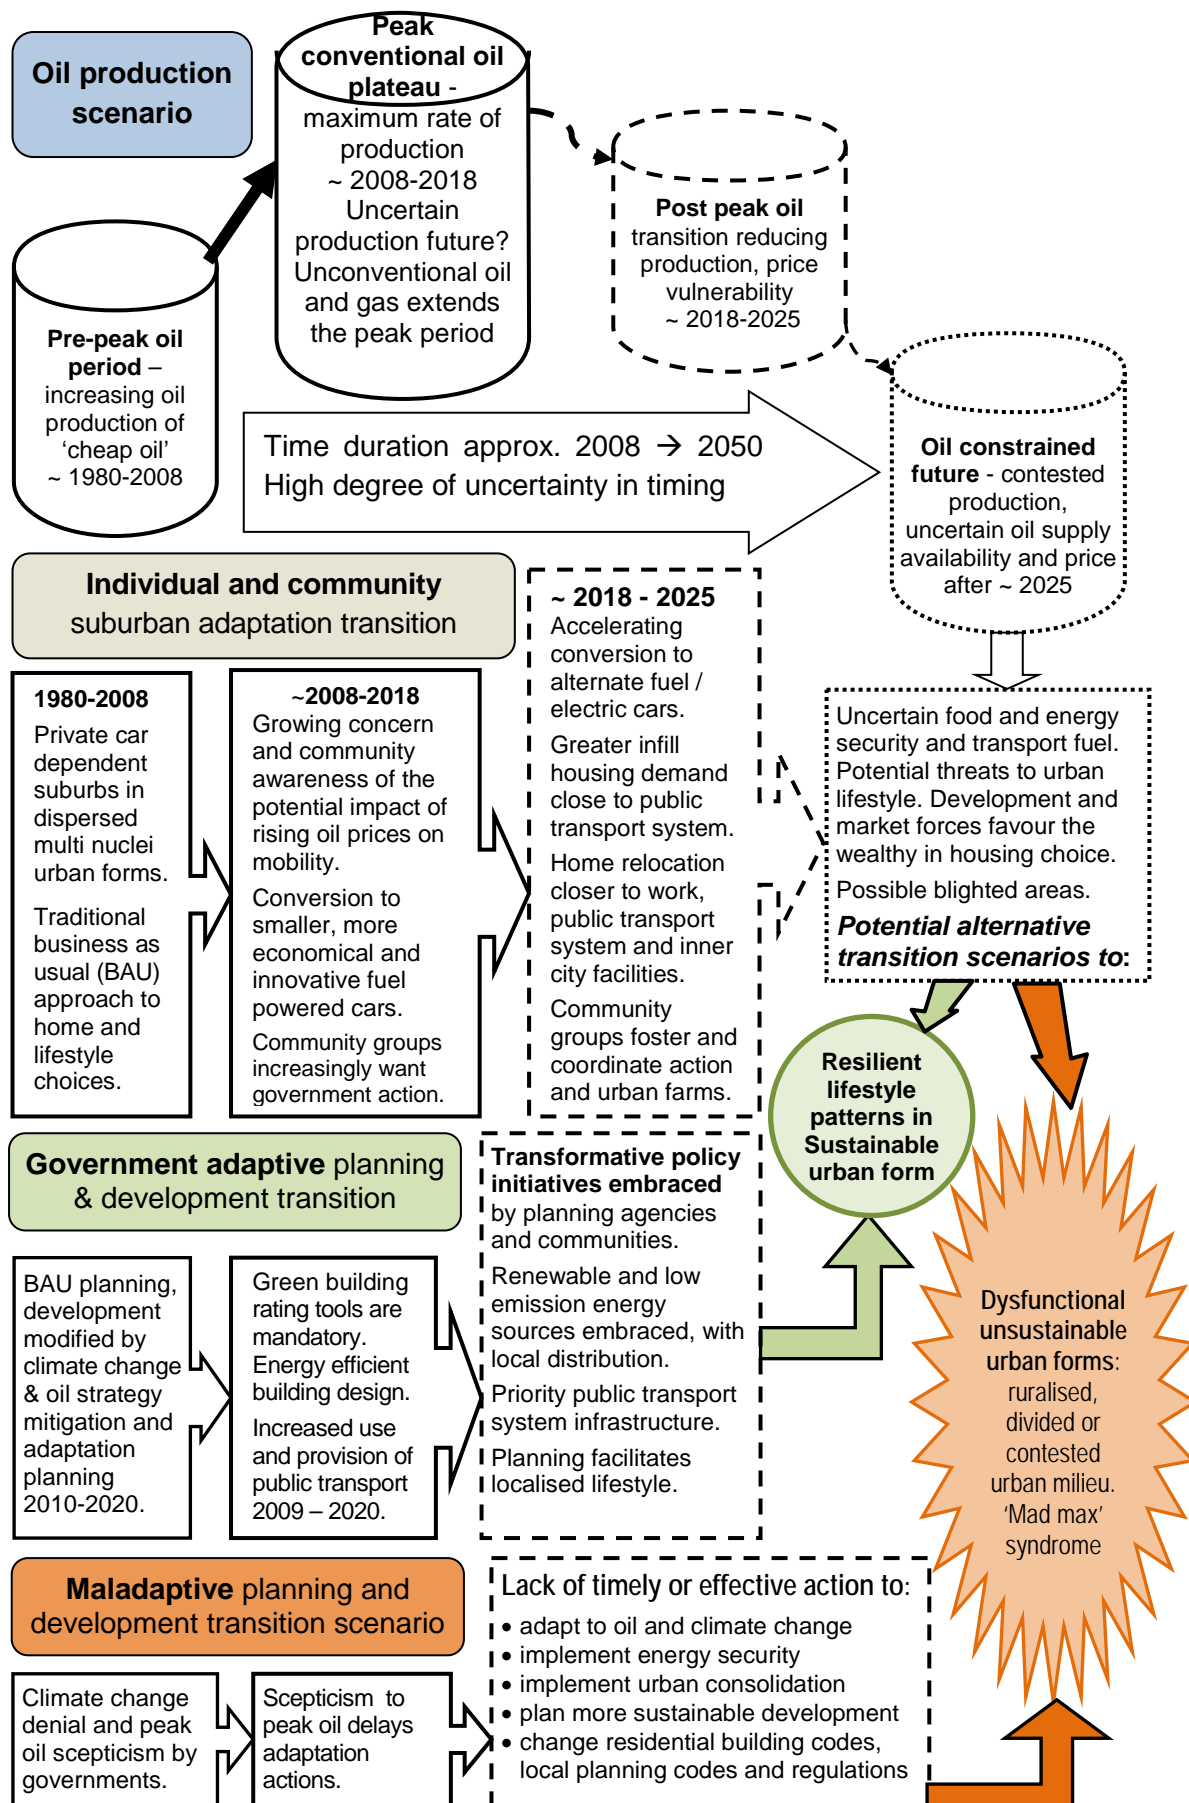 Oil production
scenario
Peak
conventional oil
plateau -
maximum rate of
production
~ 2008-2018
Uncertain
production future?
Unconventional oil
and gas extends
the peak period
Post peak oil
transition reducing
production, price
vulnerability
~ 2018-2025
Pre-peak oil
period –
increasing oil
production of
‘cheap oil’
~ 1980-2008
Time duration approx. 2008 → 2050
High degree of uncertainty in timing
Oil constrained
future - contested
production,
uncertain oil supply
availability and price
after ~ 2025
Individual and community
suburban adaptation transition
1980-2008
Private car
dependent
suburbs in
dispersed
multi nuclei
urban forms.
Traditional
business as
usual (BAU)
approach to
home and
lifestyle
choices.
~2008-2018
Growing concern
and community
awareness of the
potential impact of
rising oil prices on
mobility.
Conversion to
smaller, more
economical and
innovative fuel
powered cars.
Community groups
increasingly want
government action.
~ 2018 - 2025
Accelerating
conversion to
alternate fuel /
electric cars.
Greater infill
housing demand
close to public
transport system.
Home relocation
closer to work,
public transport
system and inner
city facilities.
Community
groups foster and
coordinate action
and urban farms.
Uncertain food and energy
security and transport fuel.
Potential threats to urban
lifestyle. Development and
market forces favour the
wealthy in housing choice.
Possible blighted areas.
Potential alternative
transition scenarios to:
Resilient
lifestyle
patterns in
Sustainable
urban form
Government adaptive planning
& development transition
BAU planning,
development
modified by
climate change
& oil strategy
mitigation and
adaptation
planning
2010-2020.
Green building
rating tools are
mandatory.
Energy efficient
building design.
Increased use
and provision of
public transport
2009 – 2020.
Transformative policy
initiatives embraced
by planning agencies
and communities.
Renewable and low
emission energy
sources embraced, with
local distribution.
Priority public transport
system infrastructure.
Planning facilitates
localised lifestyle.
Dysfunctional
unsustainable
urban forms:
ruralised,
divided or
contested
urban milieu.
‘Mad max’
syndrome
Maladaptive planning and
development transition scenario
Climate change
denial and peak
oil scepticism by
governments.
Scepticism to
peak oil delays
adaptation
actions.
Lack of timely or effective action to:
• adapt to oil and climate change
• implement energy security
• implement urban consolidation
• plan more sustainable development
• change residential building codes,
local planning codes and regulations